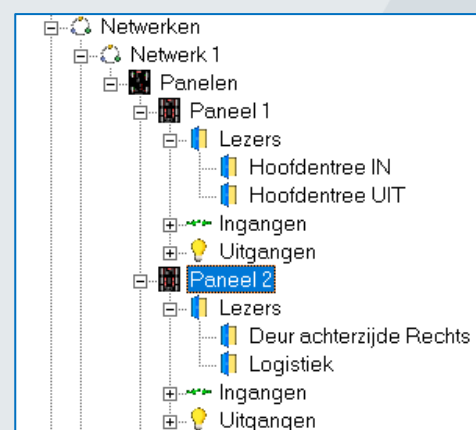 Netwerken
Netwerk 1
Panelen
Paneel 1
Lezers
Hoofdentree IN
Hoofdentree UIT
Ingangen
Uitgangen
Paneel 2
Lezers
Deur achterzijde Rechts
Logistiek
Ingangen
Uitgangen